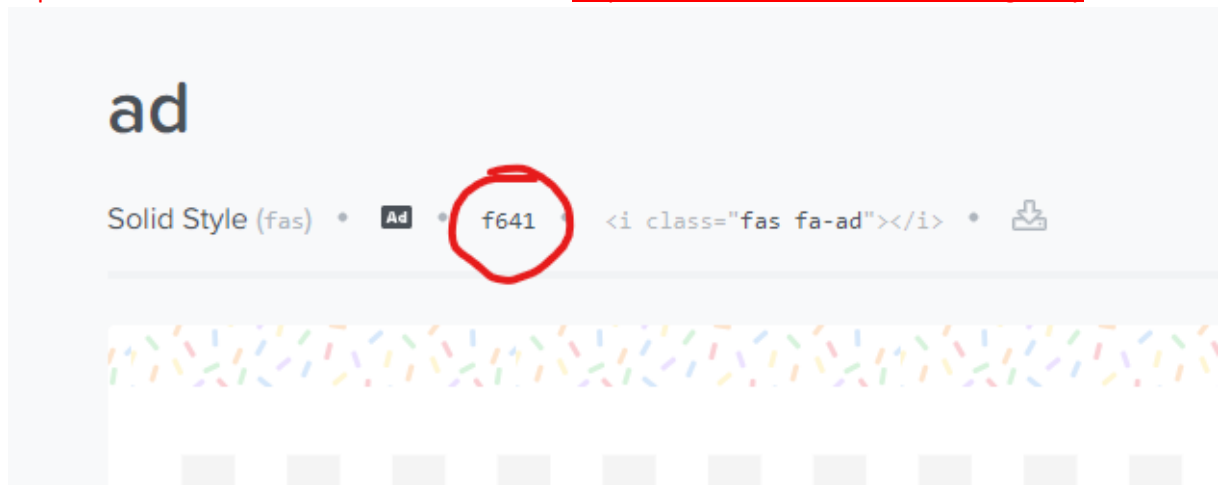 ad
Solid Style (fas) • Ad • f641 • <i class="fas fa-ad"></i> •